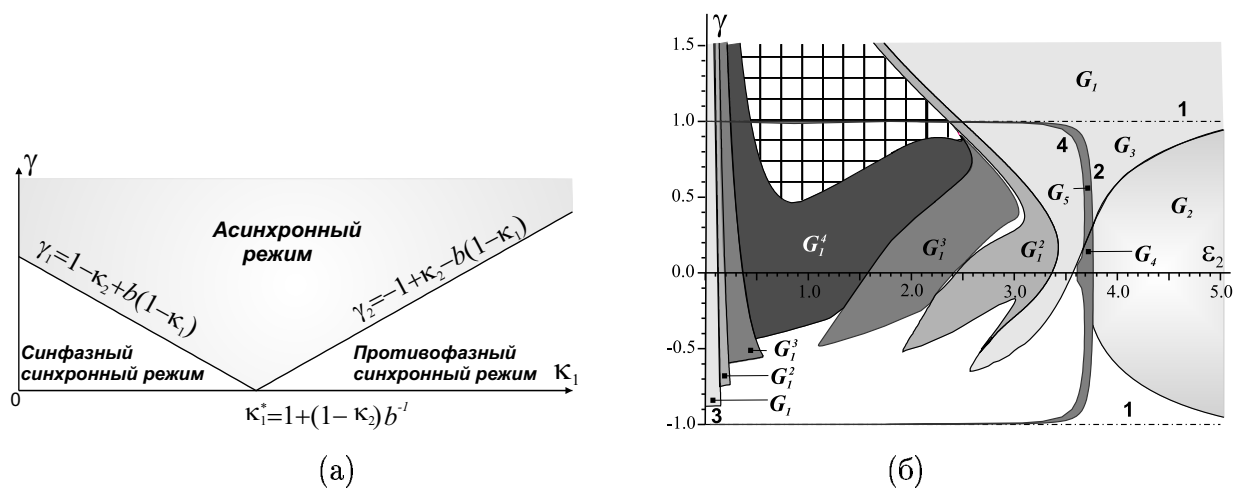 γ
Асинхронный
режим
γ₁=1−κ₂+b(1−κ₁)
γ₂=−1+κ₂−b(1−κ₁)
Синфазный
синхронный режим
Противофазный
синхронный режим
κ₁
0
κ₁*=1+(1−κ₂)b⁻¹
(а)
γ
1.5
G₁
1
1.0
4
G₃
2
0.5
G₅
G₂
G₁⁴
G₁³
G₁²
G₄
ε₂
0.0
1.0
2.0
3.0
4.0
5.0
-0.5
G₁³
G₁²
G₁
3
1
-1.0
(б)